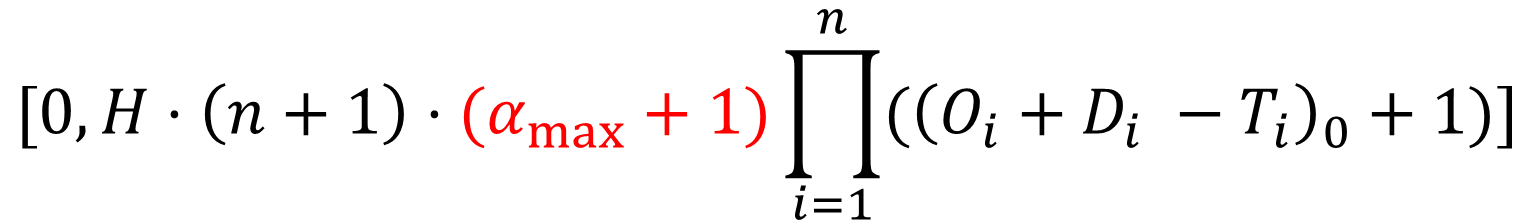 [0, H · (n + 1) · (α_max + 1) ∏_{i=1}^{n} ((O_i + D_i − T_i)_0 + 1)]